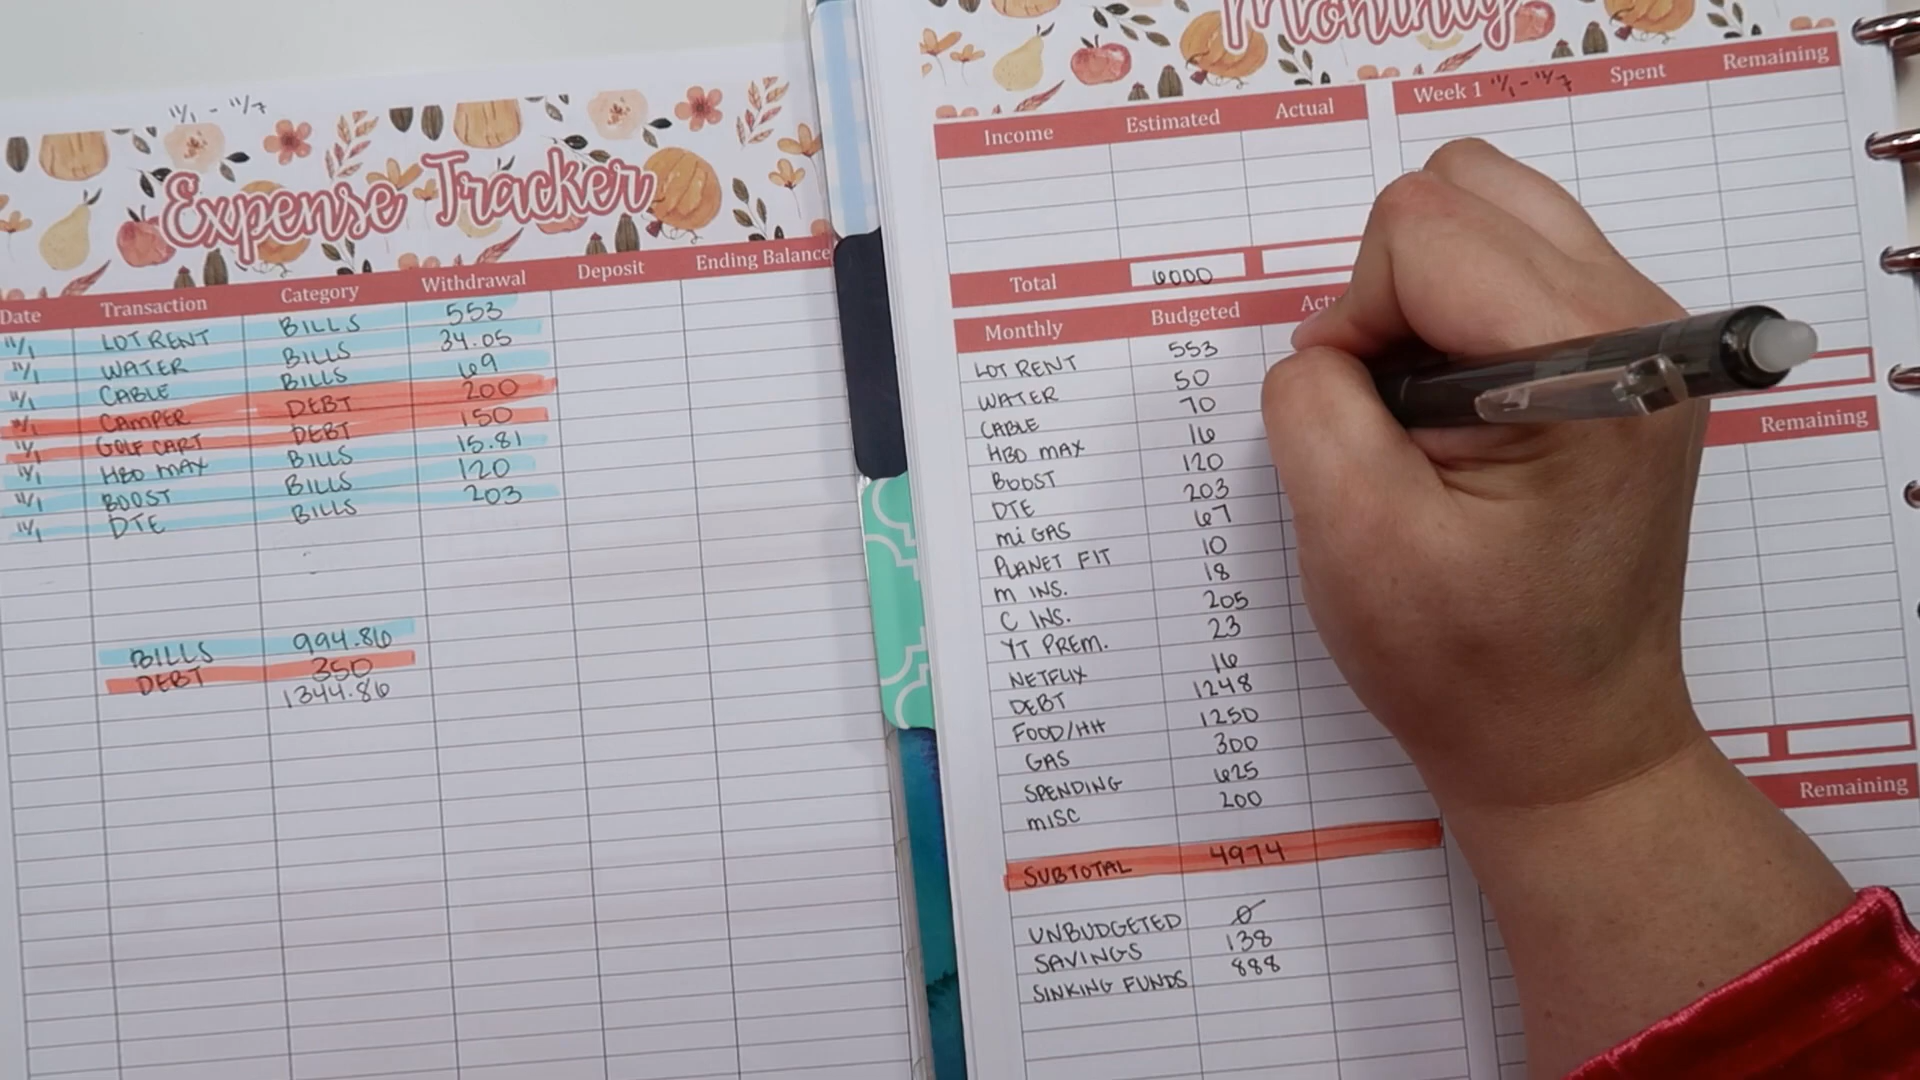 11/1 - 11/7
Expense Tracker
Date Transaction Category Withdrawal Deposit Ending Balance
11/1 LOT RENT BILLS 553
11/1 WATER BILLS 34.05
11/1 CABLE BILLS 69
11/1 CAMPER DEBT 200
11/1 GOLF CART DEBT 150
11/1 HBO MAX BILLS 15.81
11/1 BOOST BILLS 120
11/1 DTE BILLS 203
BILLS 994.86
DEBT 350
1344.86
Monthly
Income Estimated Actual
Total 6000
Monthly Budgeted
LOT RENT 553
WATER 50
CABLE 70
HBO MAX 16
BOOST 120
DTE 203
mi GAS 67
PLANET FIT 10
M INS. 18
C INS. 205
YT PREM. 23
NETFLIX 16
DEBT 1248
FOOD/HH 1250
GAS 300
SPENDING 625
MISC 200
SUBTOTAL 4974
UNBUDGETED 0
SAVINGS 138
SINKING FUNDS 888
Week 1 11/1 - 11/7 Spent Remaining
Remaining
Remaining